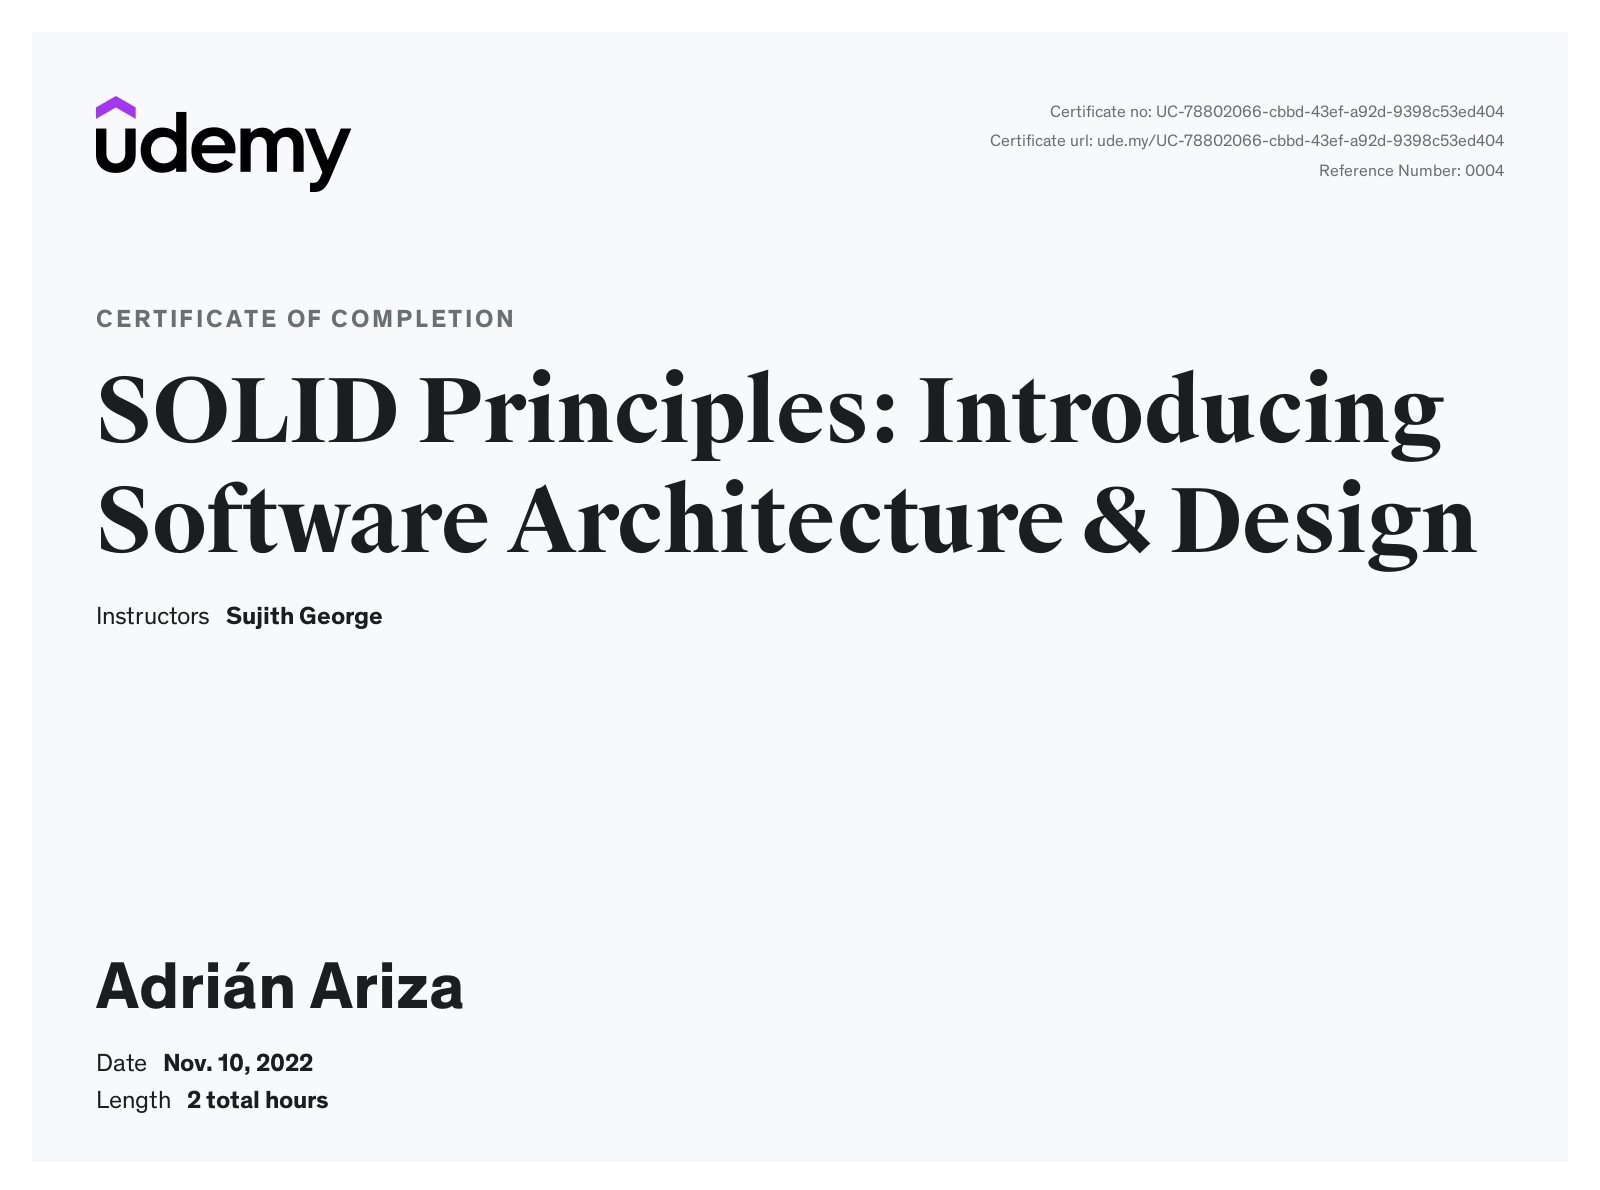 udemy
Certificate no: UC-78802066-cbbd-43ef-a92d-9398c53ed404
Certificate url: ude.my/UC-78802066-cbbd-43ef-a92d-9398c53ed404
Reference Number: 0004
CERTIFICATE OF COMPLETION
SOLID Principles: Introducing
Software Architecture & Design
Instructors Sujith George
Adrián Ariza
Date Nov. 10, 2022
Length 2 total hours